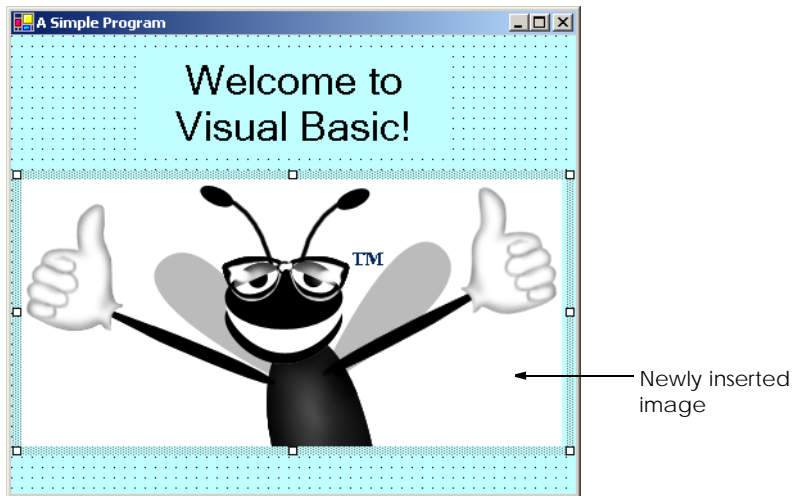 A Simple Program
Welcome to
Visual Basic!
TM
Newly inserted
image